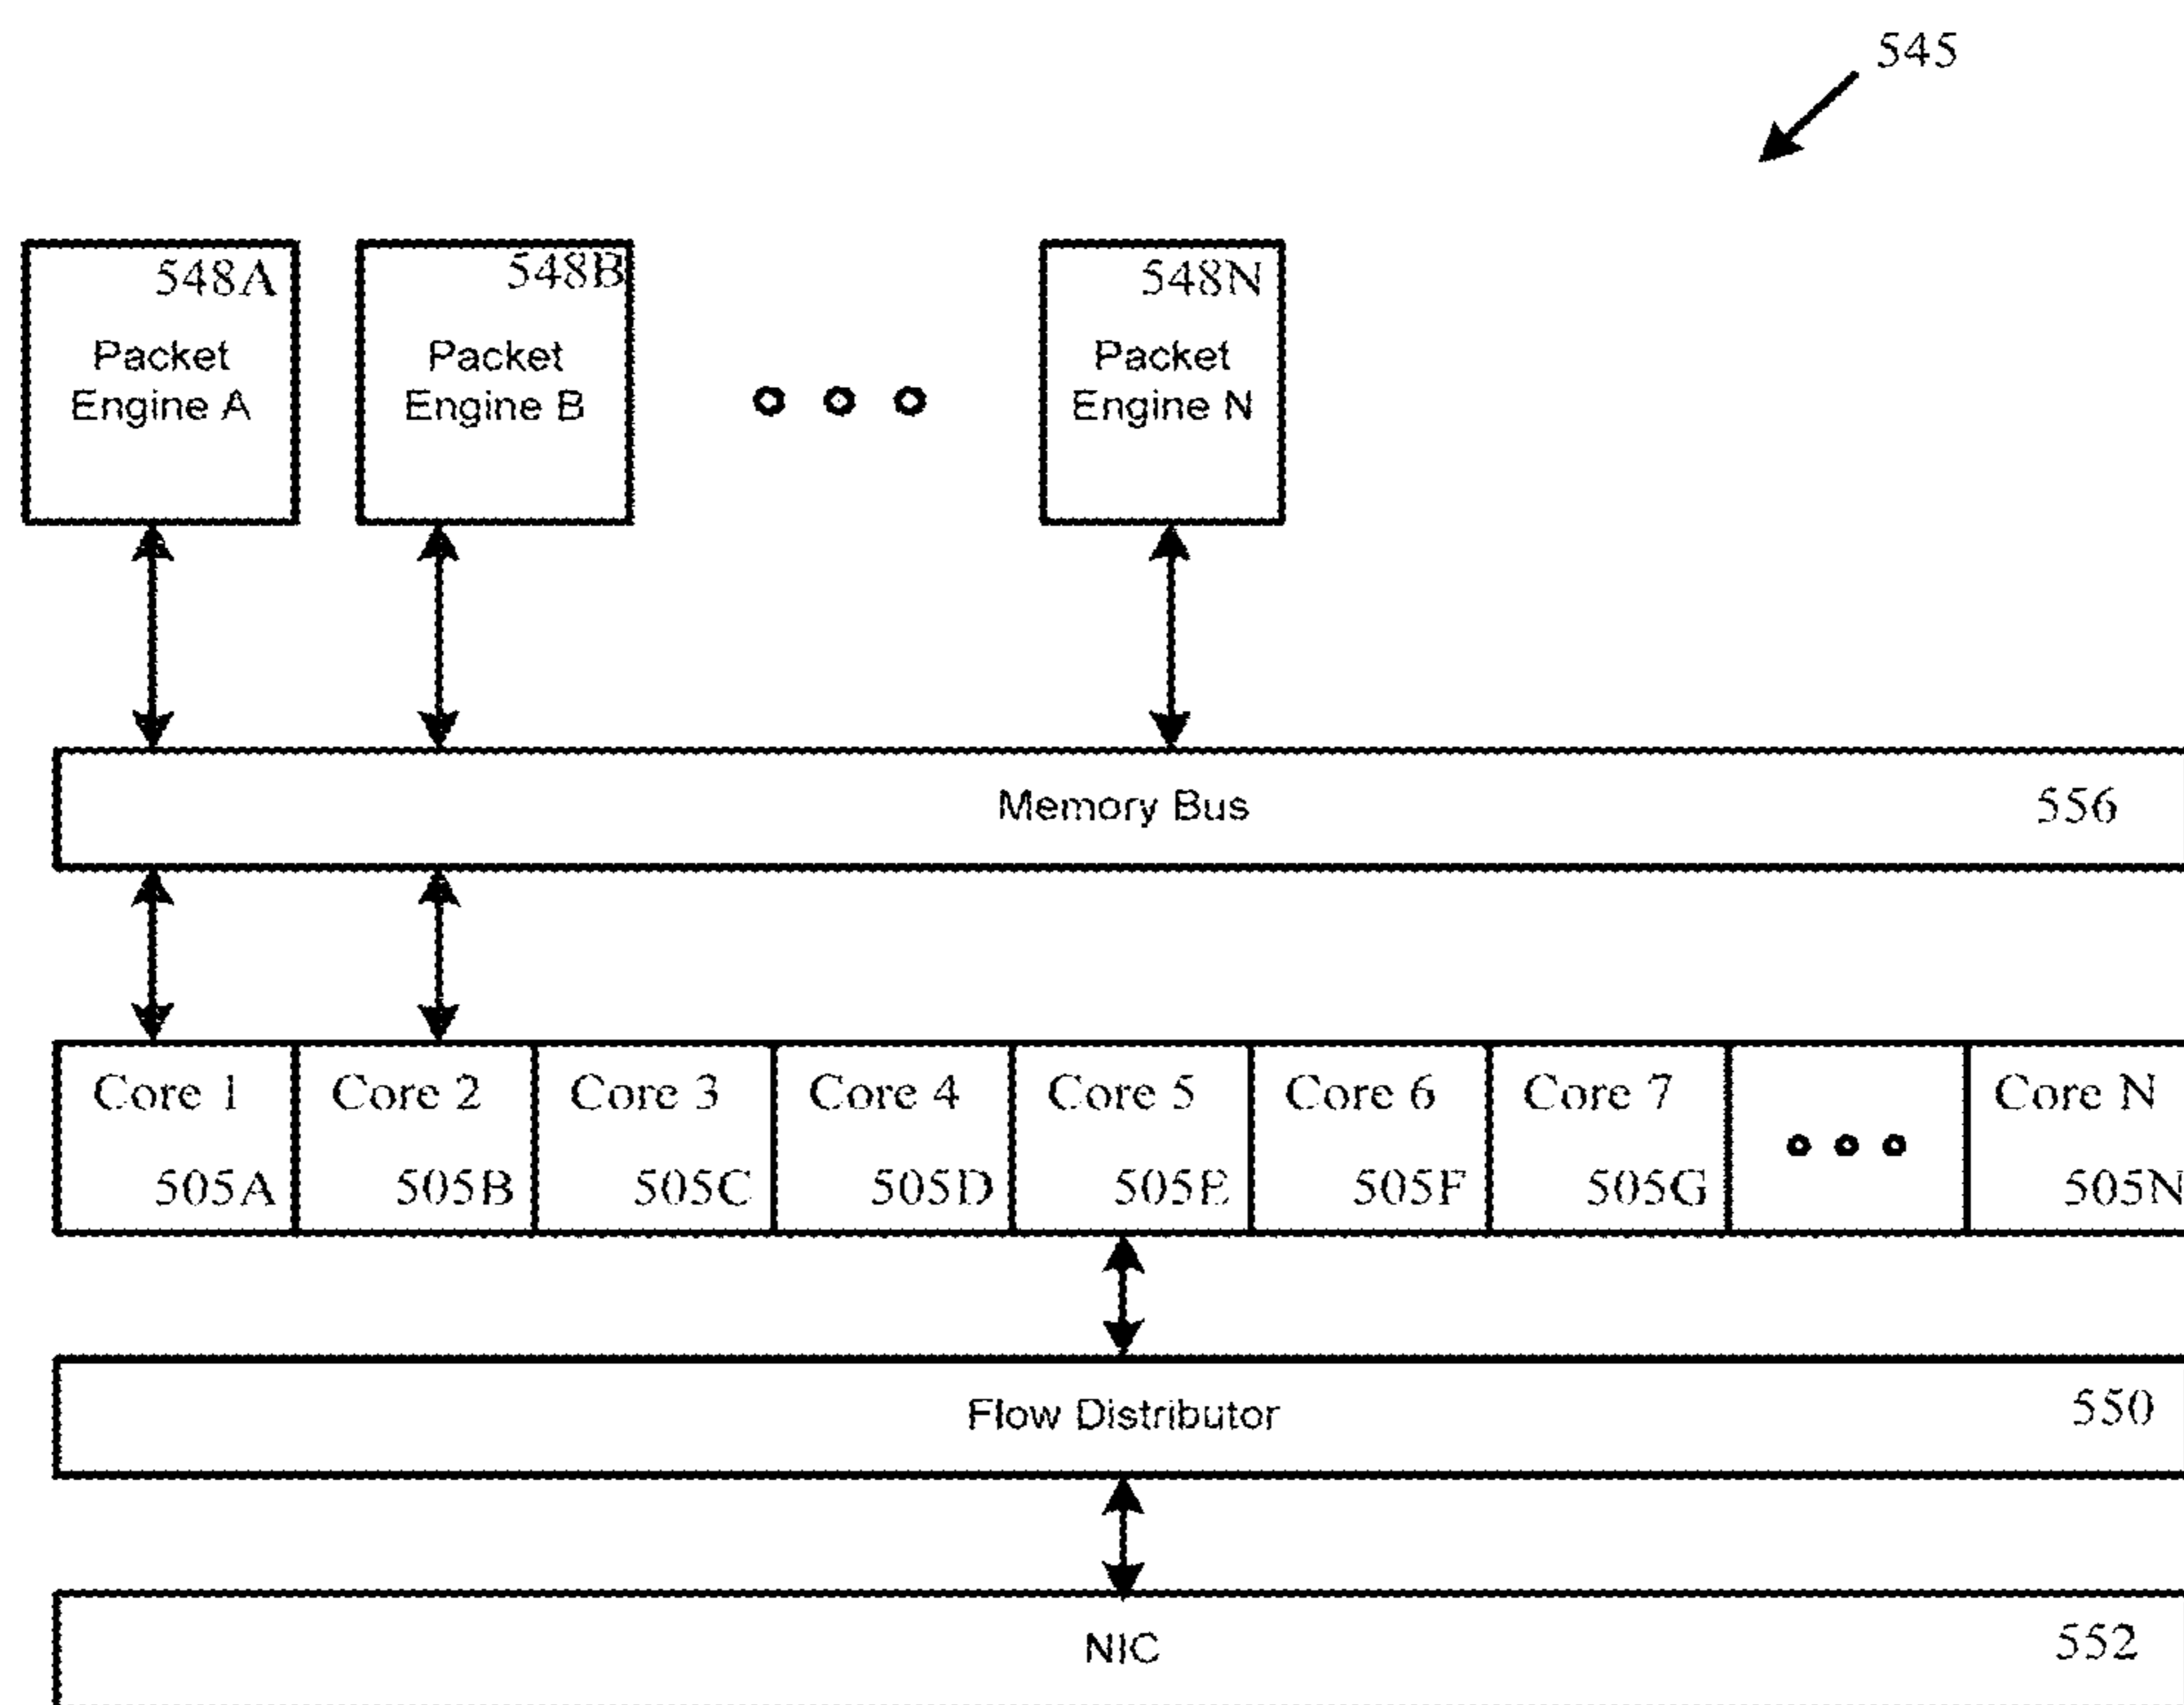 545
548A
Packet
Engine A
548B
Packet
Engine B
548N
Packet
Engine N
Memory Bus 556
Core 1 Core 2 Core 3 Core 4 Core 5 Core 6 Core 7 Core N
505A 505B 505C 505D 505E 505F 505G 505N
Flow Distributor 550
NIC 552